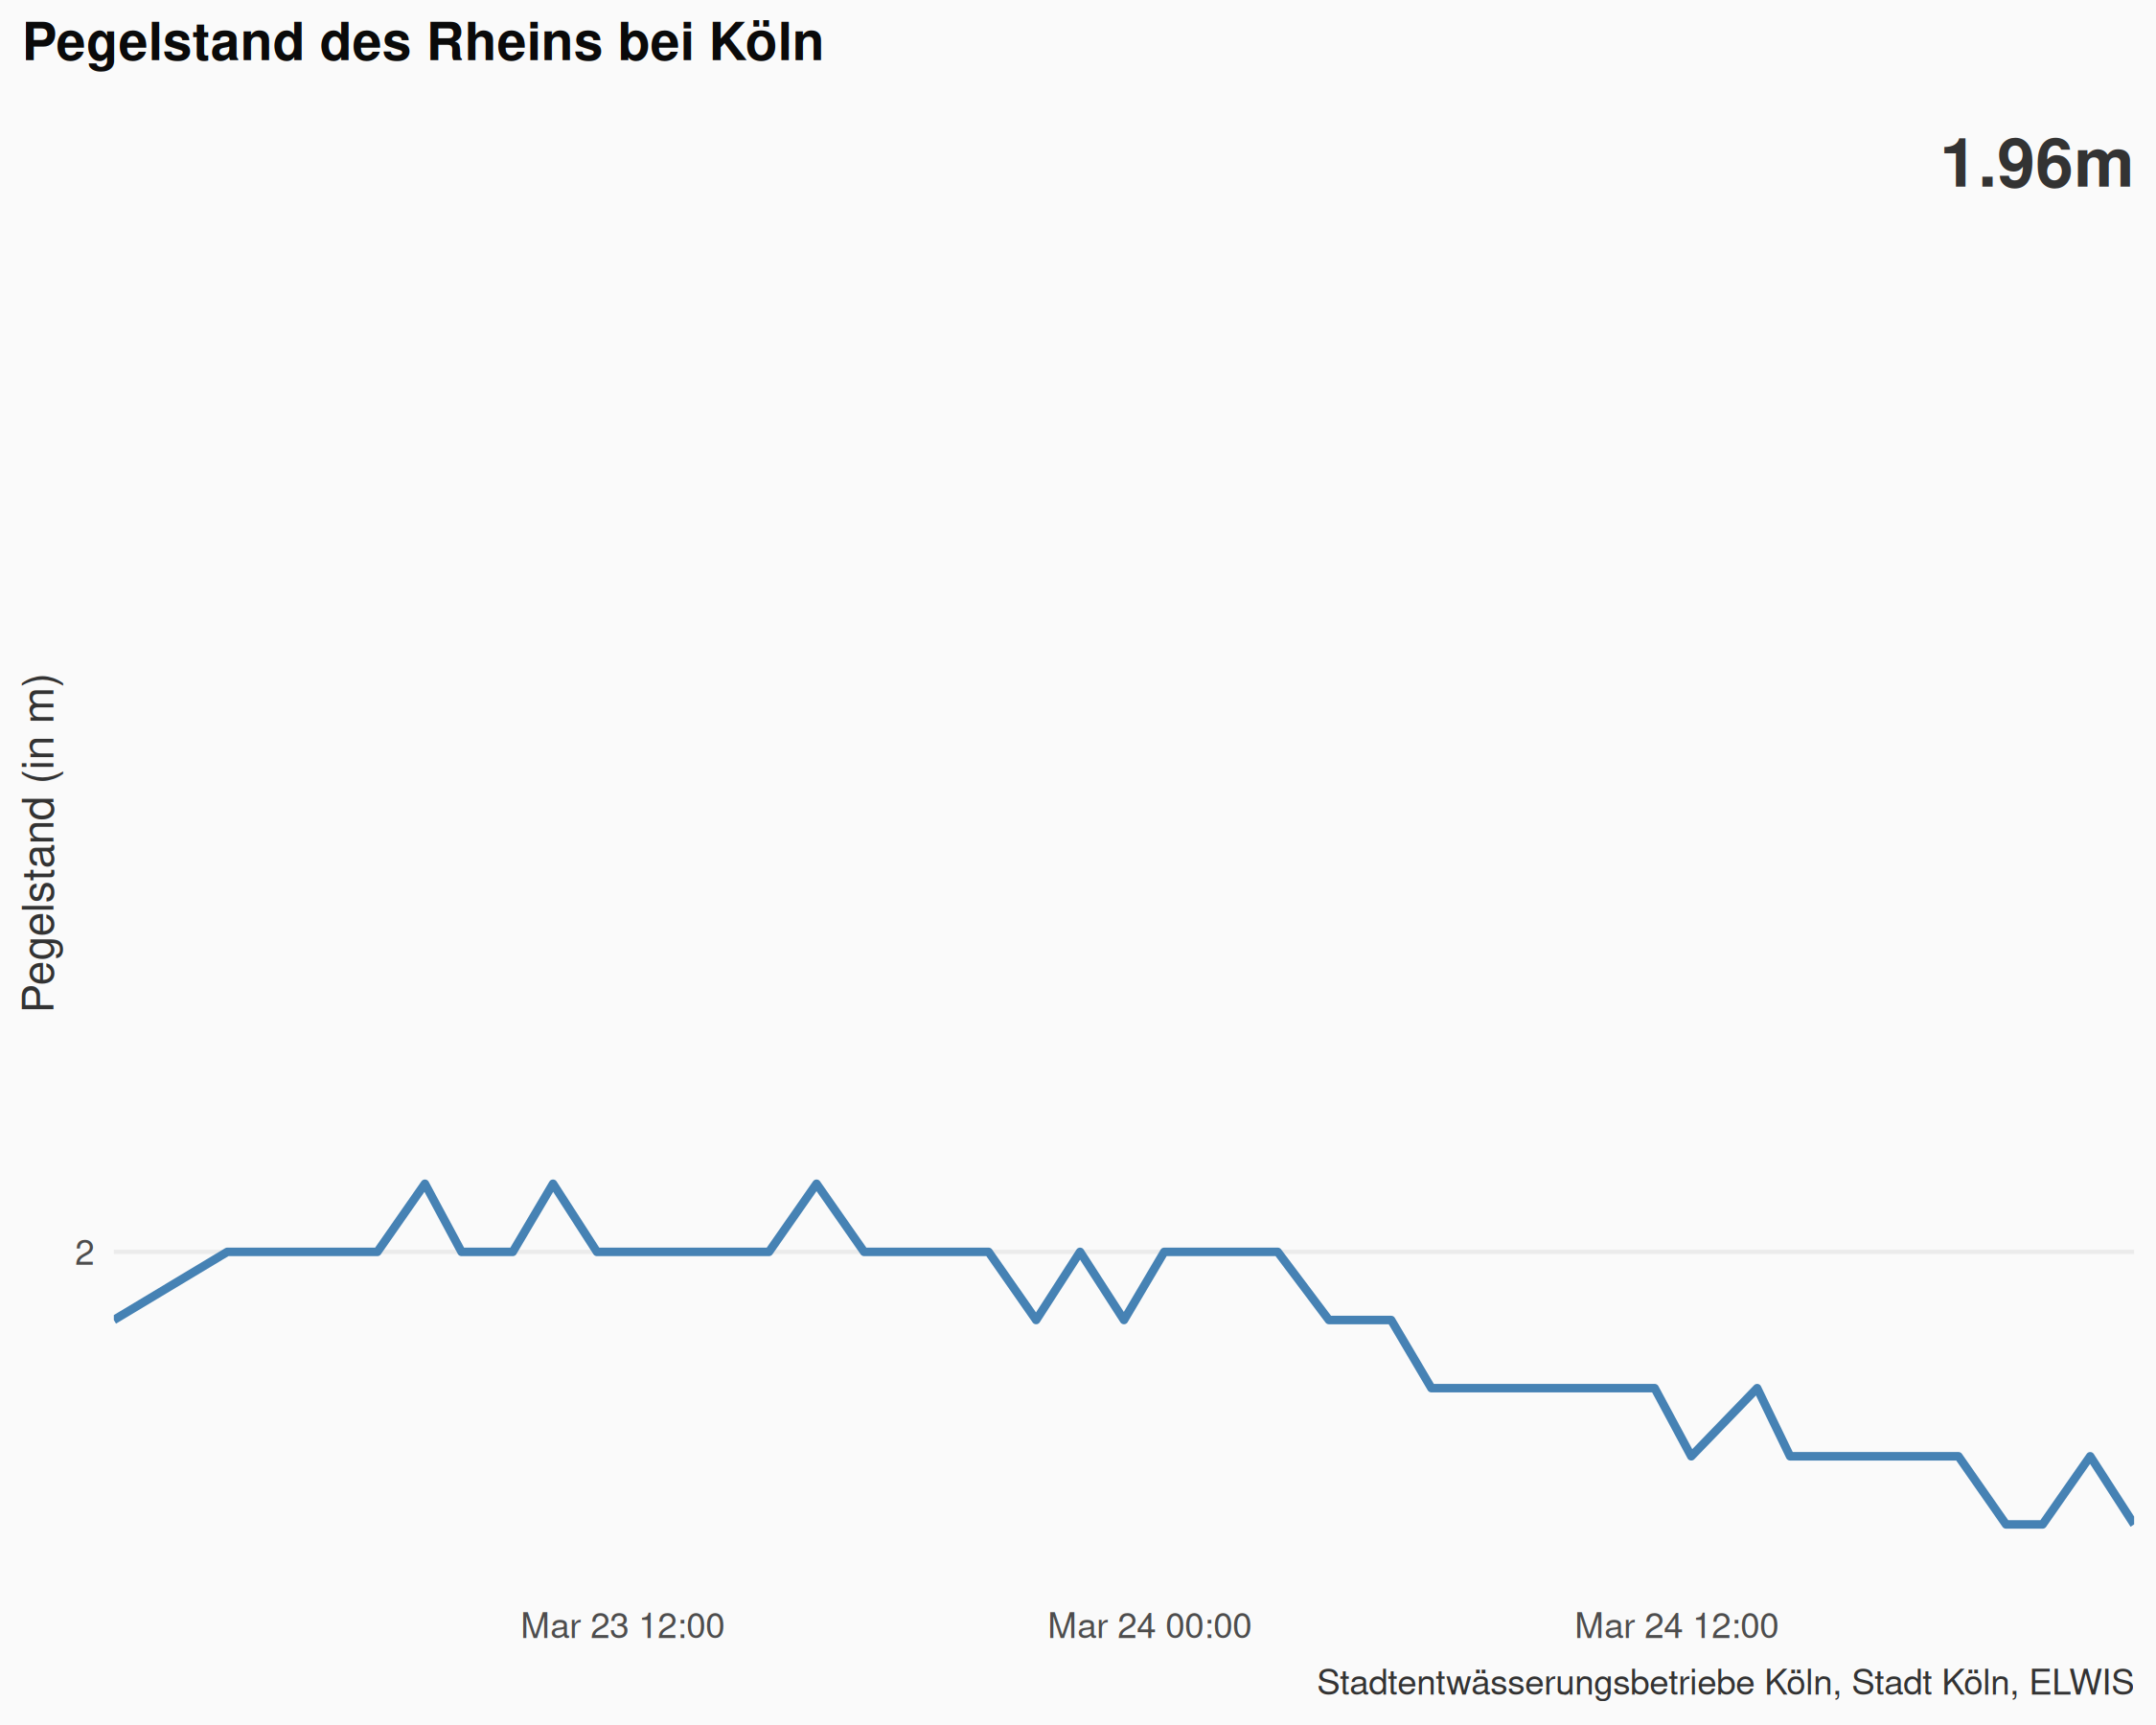 Pegelstand des Rheins bei Köln
1.96m
Pegelstand (in m)
2
Mar 23 12:00
Mar 24 00:00
Mar 24 12:00
Stadtentwässerungsbetriebe Köln, Stadt Köln, ELWIS